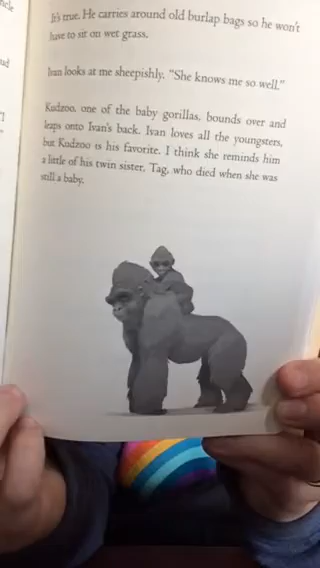 It's true. He carries around old burlap bags so he won't
have to sit on wet grass.
Ivan looks at me sheepishly. "She knows me so well."
Kudzoo, one of the baby gorillas, bounds over and
leaps onto Ivan's back. Ivan loves all the youngsters,
but Kudzoo is his favorite. I think she reminds him
a little of his twin sister, Tag, who died when she was
still a baby.